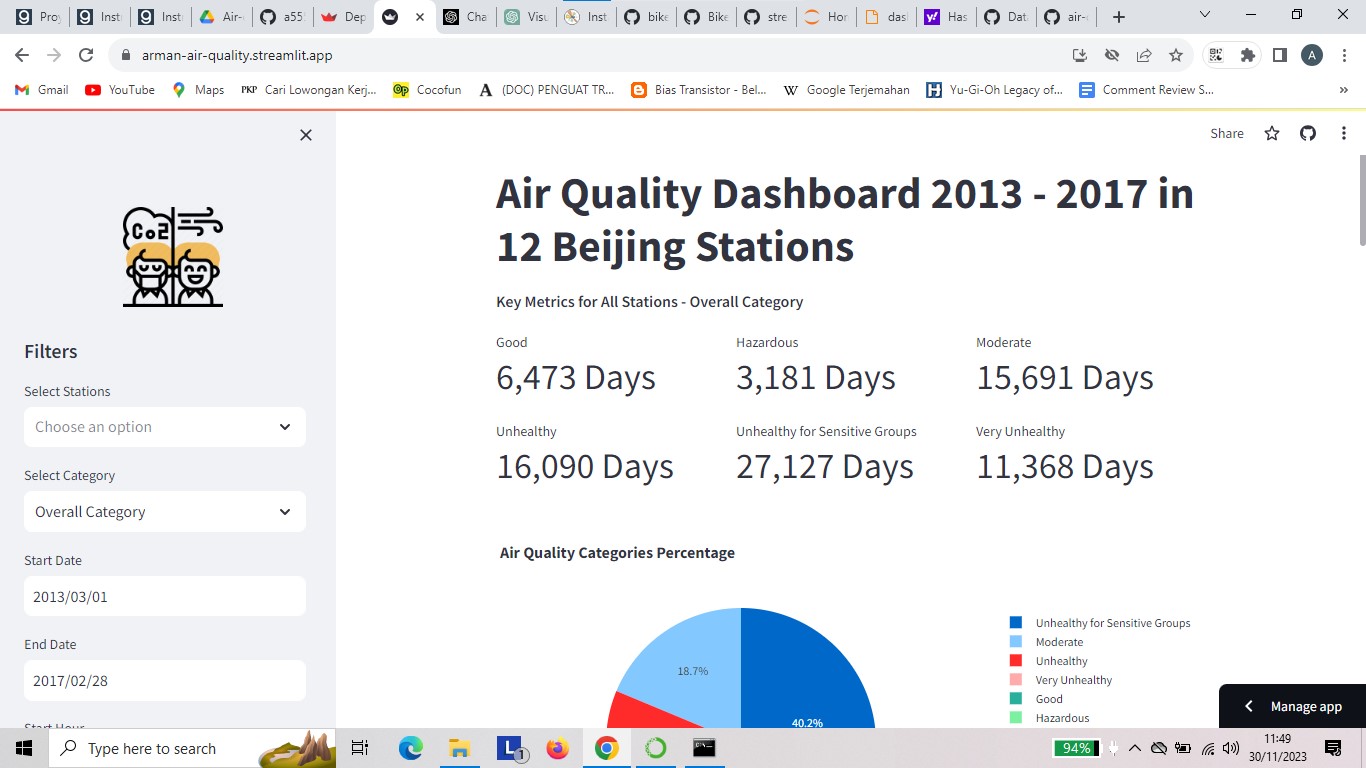 Proy
Inst
Inst
Air-
a55
Dep
Cha
Visu
Inst
bike
Bike
stre
Hor
das
Has
Dat
air-
arman-air-quality.streamlit.app
A
Gmail
YouTube
Maps
PKP Cari Lowongan Kerj...
Cocofun
(DOC) PENGUAT TR...
Bias Transistor - Bel...
Google Terjemahan
Yu-Gi-Oh Legacy of...
Comment Review S...
»
Share
Co2
Air Quality Dashboard 2013 - 2017 in
12 Beijing Stations
Key Metrics for All Stations - Overall Category
Good
Hazardous
Moderate
6,473 Days
3,181 Days
15,691 Days
Unhealthy
Unhealthy for Sensitive Groups
Very Unhealthy
16,090 Days
27,127 Days
11,368 Days
Filters
Select Stations
Choose an option
Select Category
Overall Category
Start Date
2013/03/01
End Date
2017/02/28
Start Hour
Air Quality Categories Percentage
18.7%
40.2%
Unhealthy for Sensitive Groups
Moderate
Unhealthy
Very Unhealthy
Good
Hazardous
Manage app
Type here to search
L
1
94%
11:49
30/11/2023